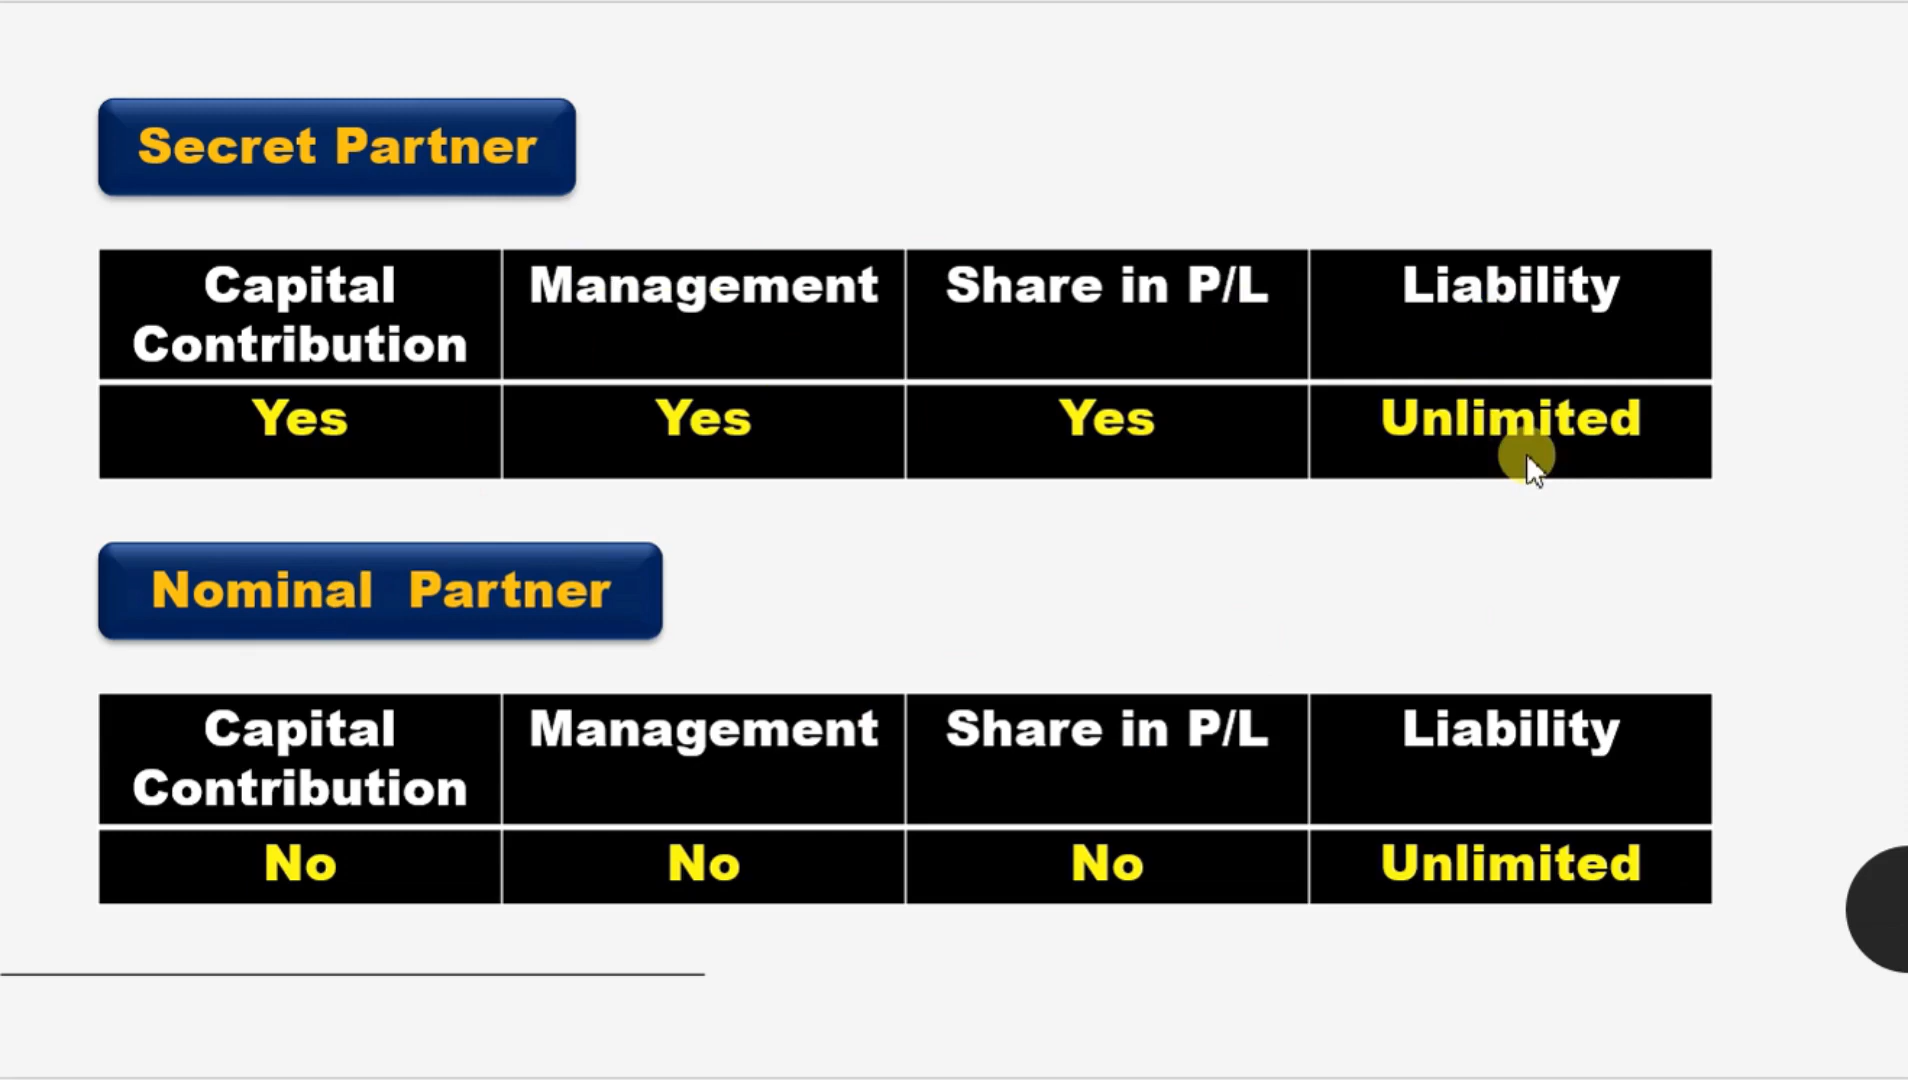 Secret Partner
Capital Contribution Management Share in P/L Liability
Yes Yes Yes Unlimited
Nominal Partner
Capital Contribution Management Share in P/L Liability
No No No Unlimited